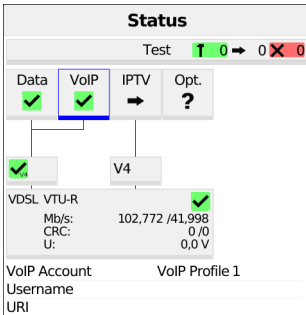 Status
Test 0 0 0
Data VoIP IPTV Opt.
?
V4 V4
VDSL VTU-R
Mb/s: 102,772 /41,998
CRC: 0 /0
U: 0,0 V
VoIP Account VoIP Profile 1
Username
URI